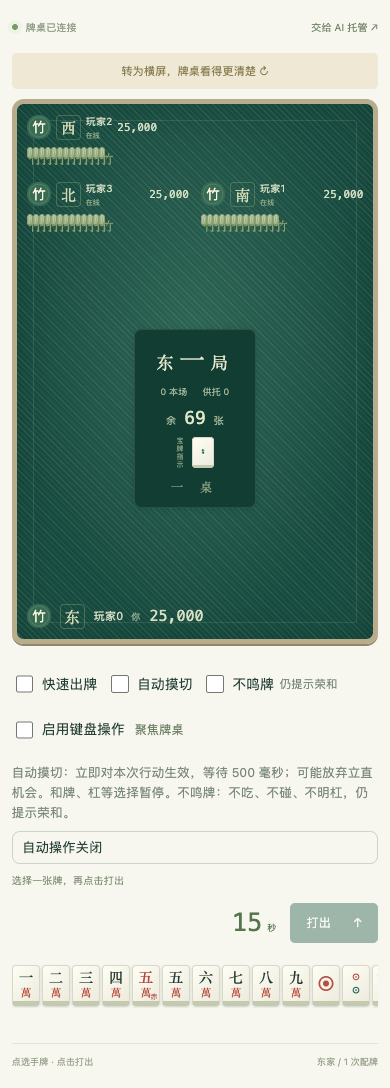 牌桌已连接
交给 AI 托管 ↗
转为横屏，牌桌看得更清楚 ↻
竹 西 玩家2 25,000
在线
竹 北 玩家3 25,000
在线
竹 南 玩家1 25,000
在线
东一局
0 本场 供托 0
余 69 张
宝牌指示
一 桌
竹 东 玩家0 你 25,000
快速出牌 自动摸切 不鸣牌 仍提示荣和
启用键盘操作 聚焦牌桌
自动摸切：立即对本次行动生效，等待 500 毫秒；可能放弃立直
机会。和牌、杠等选择暂停。不鸣牌：不吃、不碰、不明杠，仍
提示荣和。
自动操作关闭
选择一张牌，再点击打出
15 秒 打出 ↑
一 二 三 四 五 五 六 七 八 九
萬 萬 萬 萬 萬赤 萬 萬 萬 萬 萬
点选手牌 · 点击打出
东家 / 1 次配牌